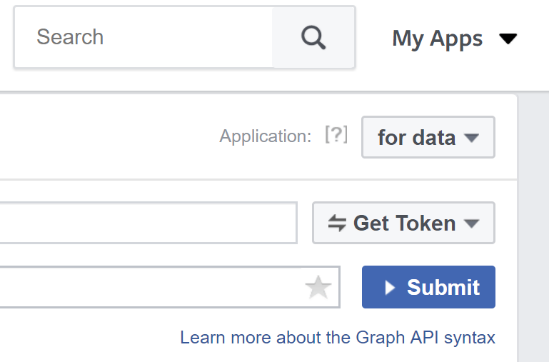 Search
My Apps
Application: [?] for data
Get Token
Submit
Learn more about the Graph API syntax